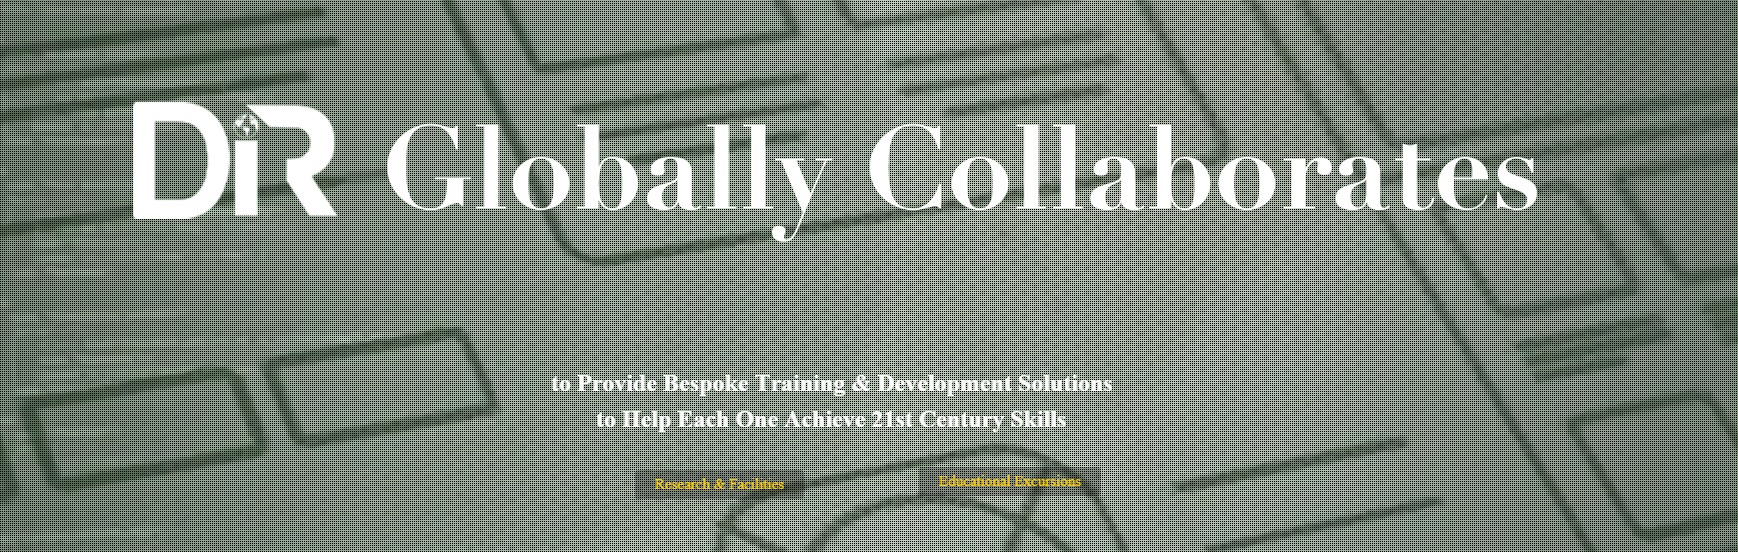 DiR Globally Collaborates
to Provide Bespoke Training & Development Solutions
to Help Each One Achieve 21st Century Skills
Research & Facilities
Educational Excursions